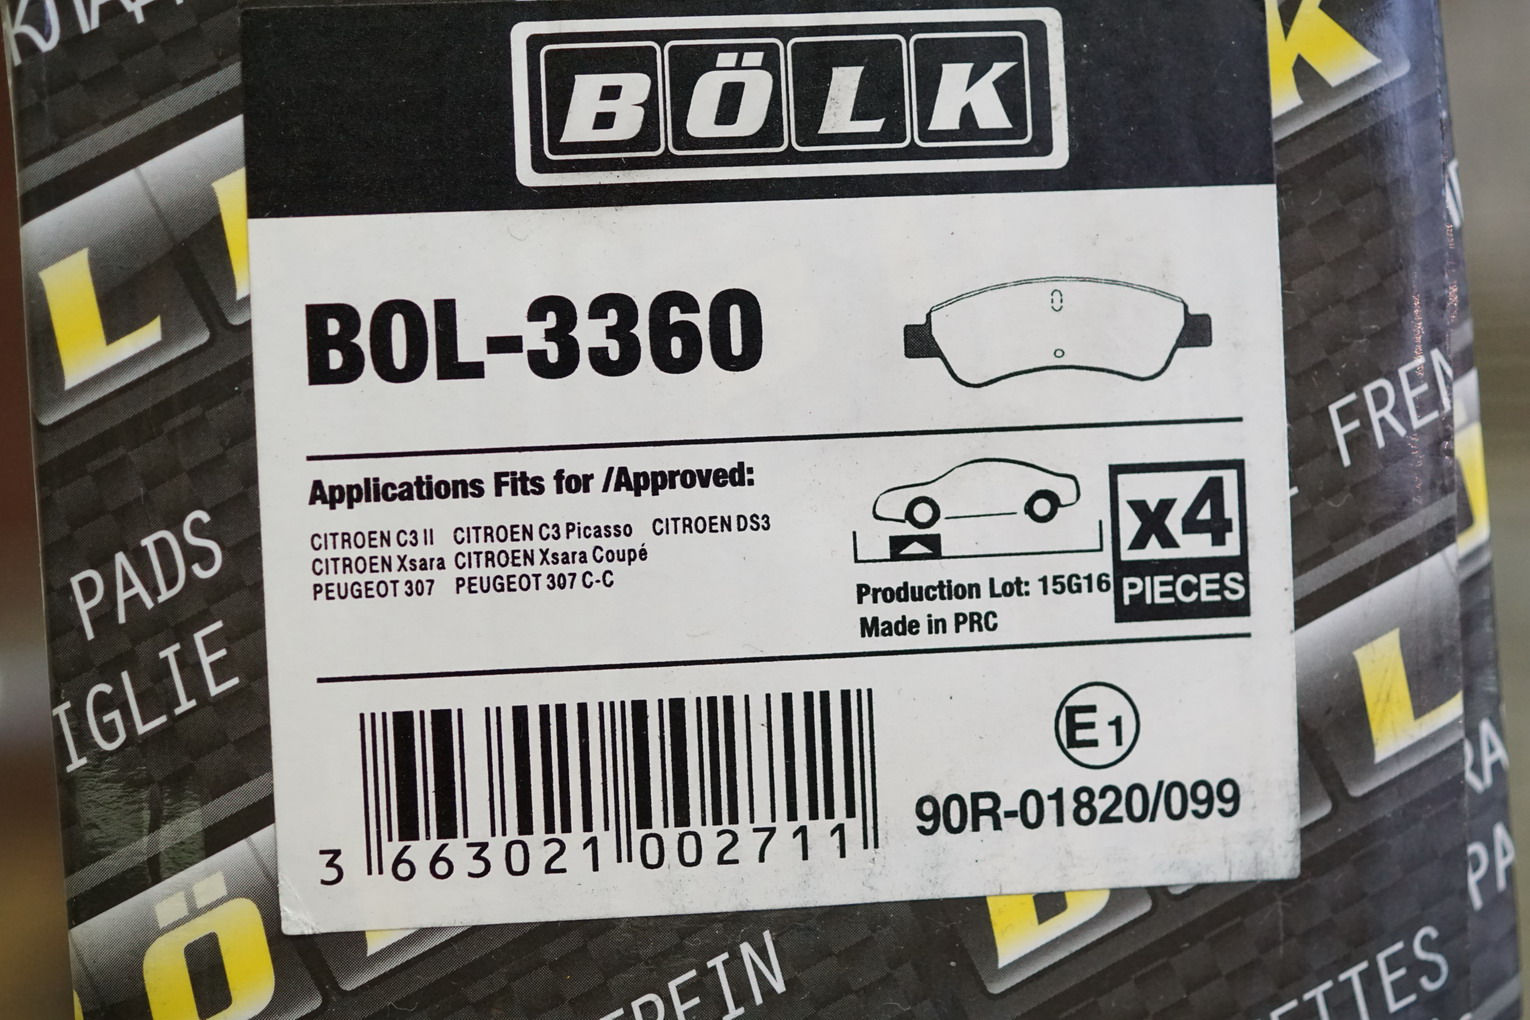 BÖLK
BOL-3360
Applications Fits for /Approved:
CITROEN C3 II CITROEN C3 Picasso CITROEN DS3
CITROEN Xsara CITROEN Xsara Coupé
PEUGEOT 307 PEUGEOT 307 C-C
x4
PIECES
Production Lot: 15G16
Made in PRC
E1
90R-01820/099
3 663021 002711
PADS
IGLIE
FREN
L
K
L
Ö
RA
PA
ETTES